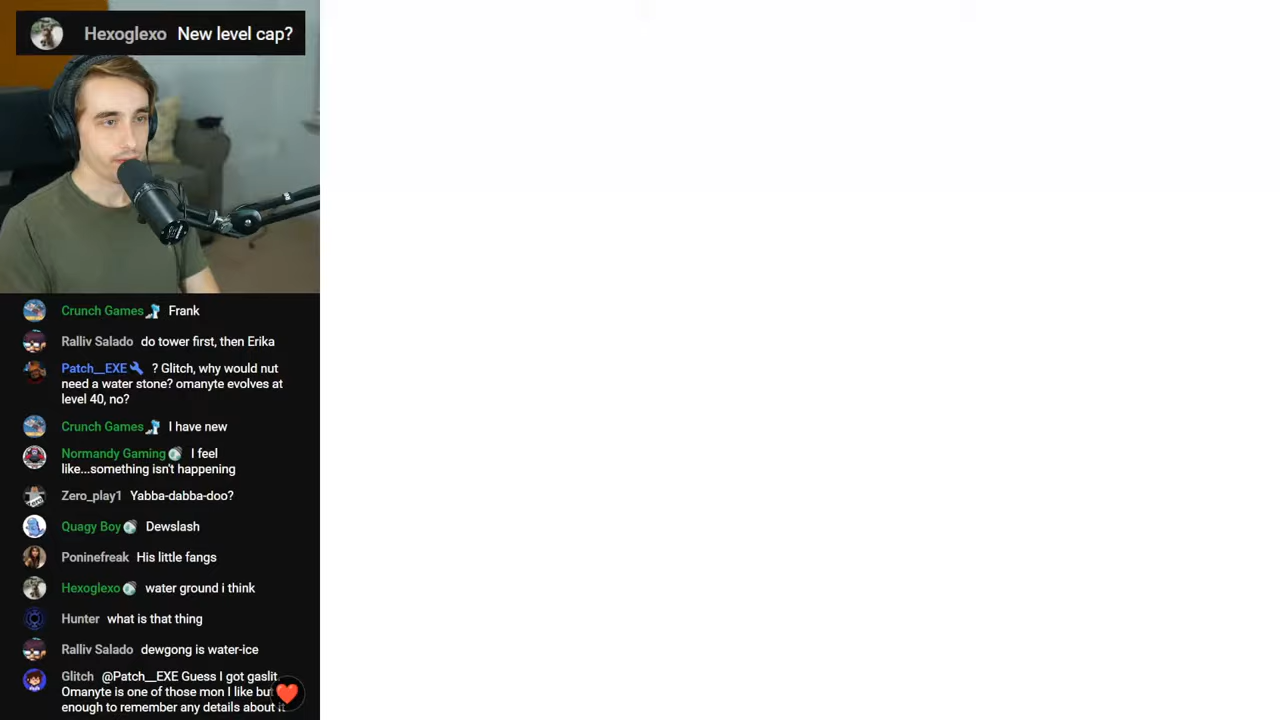 Hexoglexo New level cap?
Crunch Games Frank
Ralliv Salado do tower first, then Erika
Patch__EXE ? Glitch, why would nut
need a water stone? omanyte evolves at
level 40, no?
Crunch Games I have new
Normandy Gaming I feel
like...something isn't happening
Zero_play1 Yabba-dabba-doo?
Quagy Boy Dewslash
Poninefreak His little fangs
Hexoglexo water ground i think
Hunter what is that thing
Ralliv Salado dewgong is water-ice
Glitch @Patch__EXE Guess I got gaslit.
Omanyte is one of those mon I like but
enough to remember any details about it